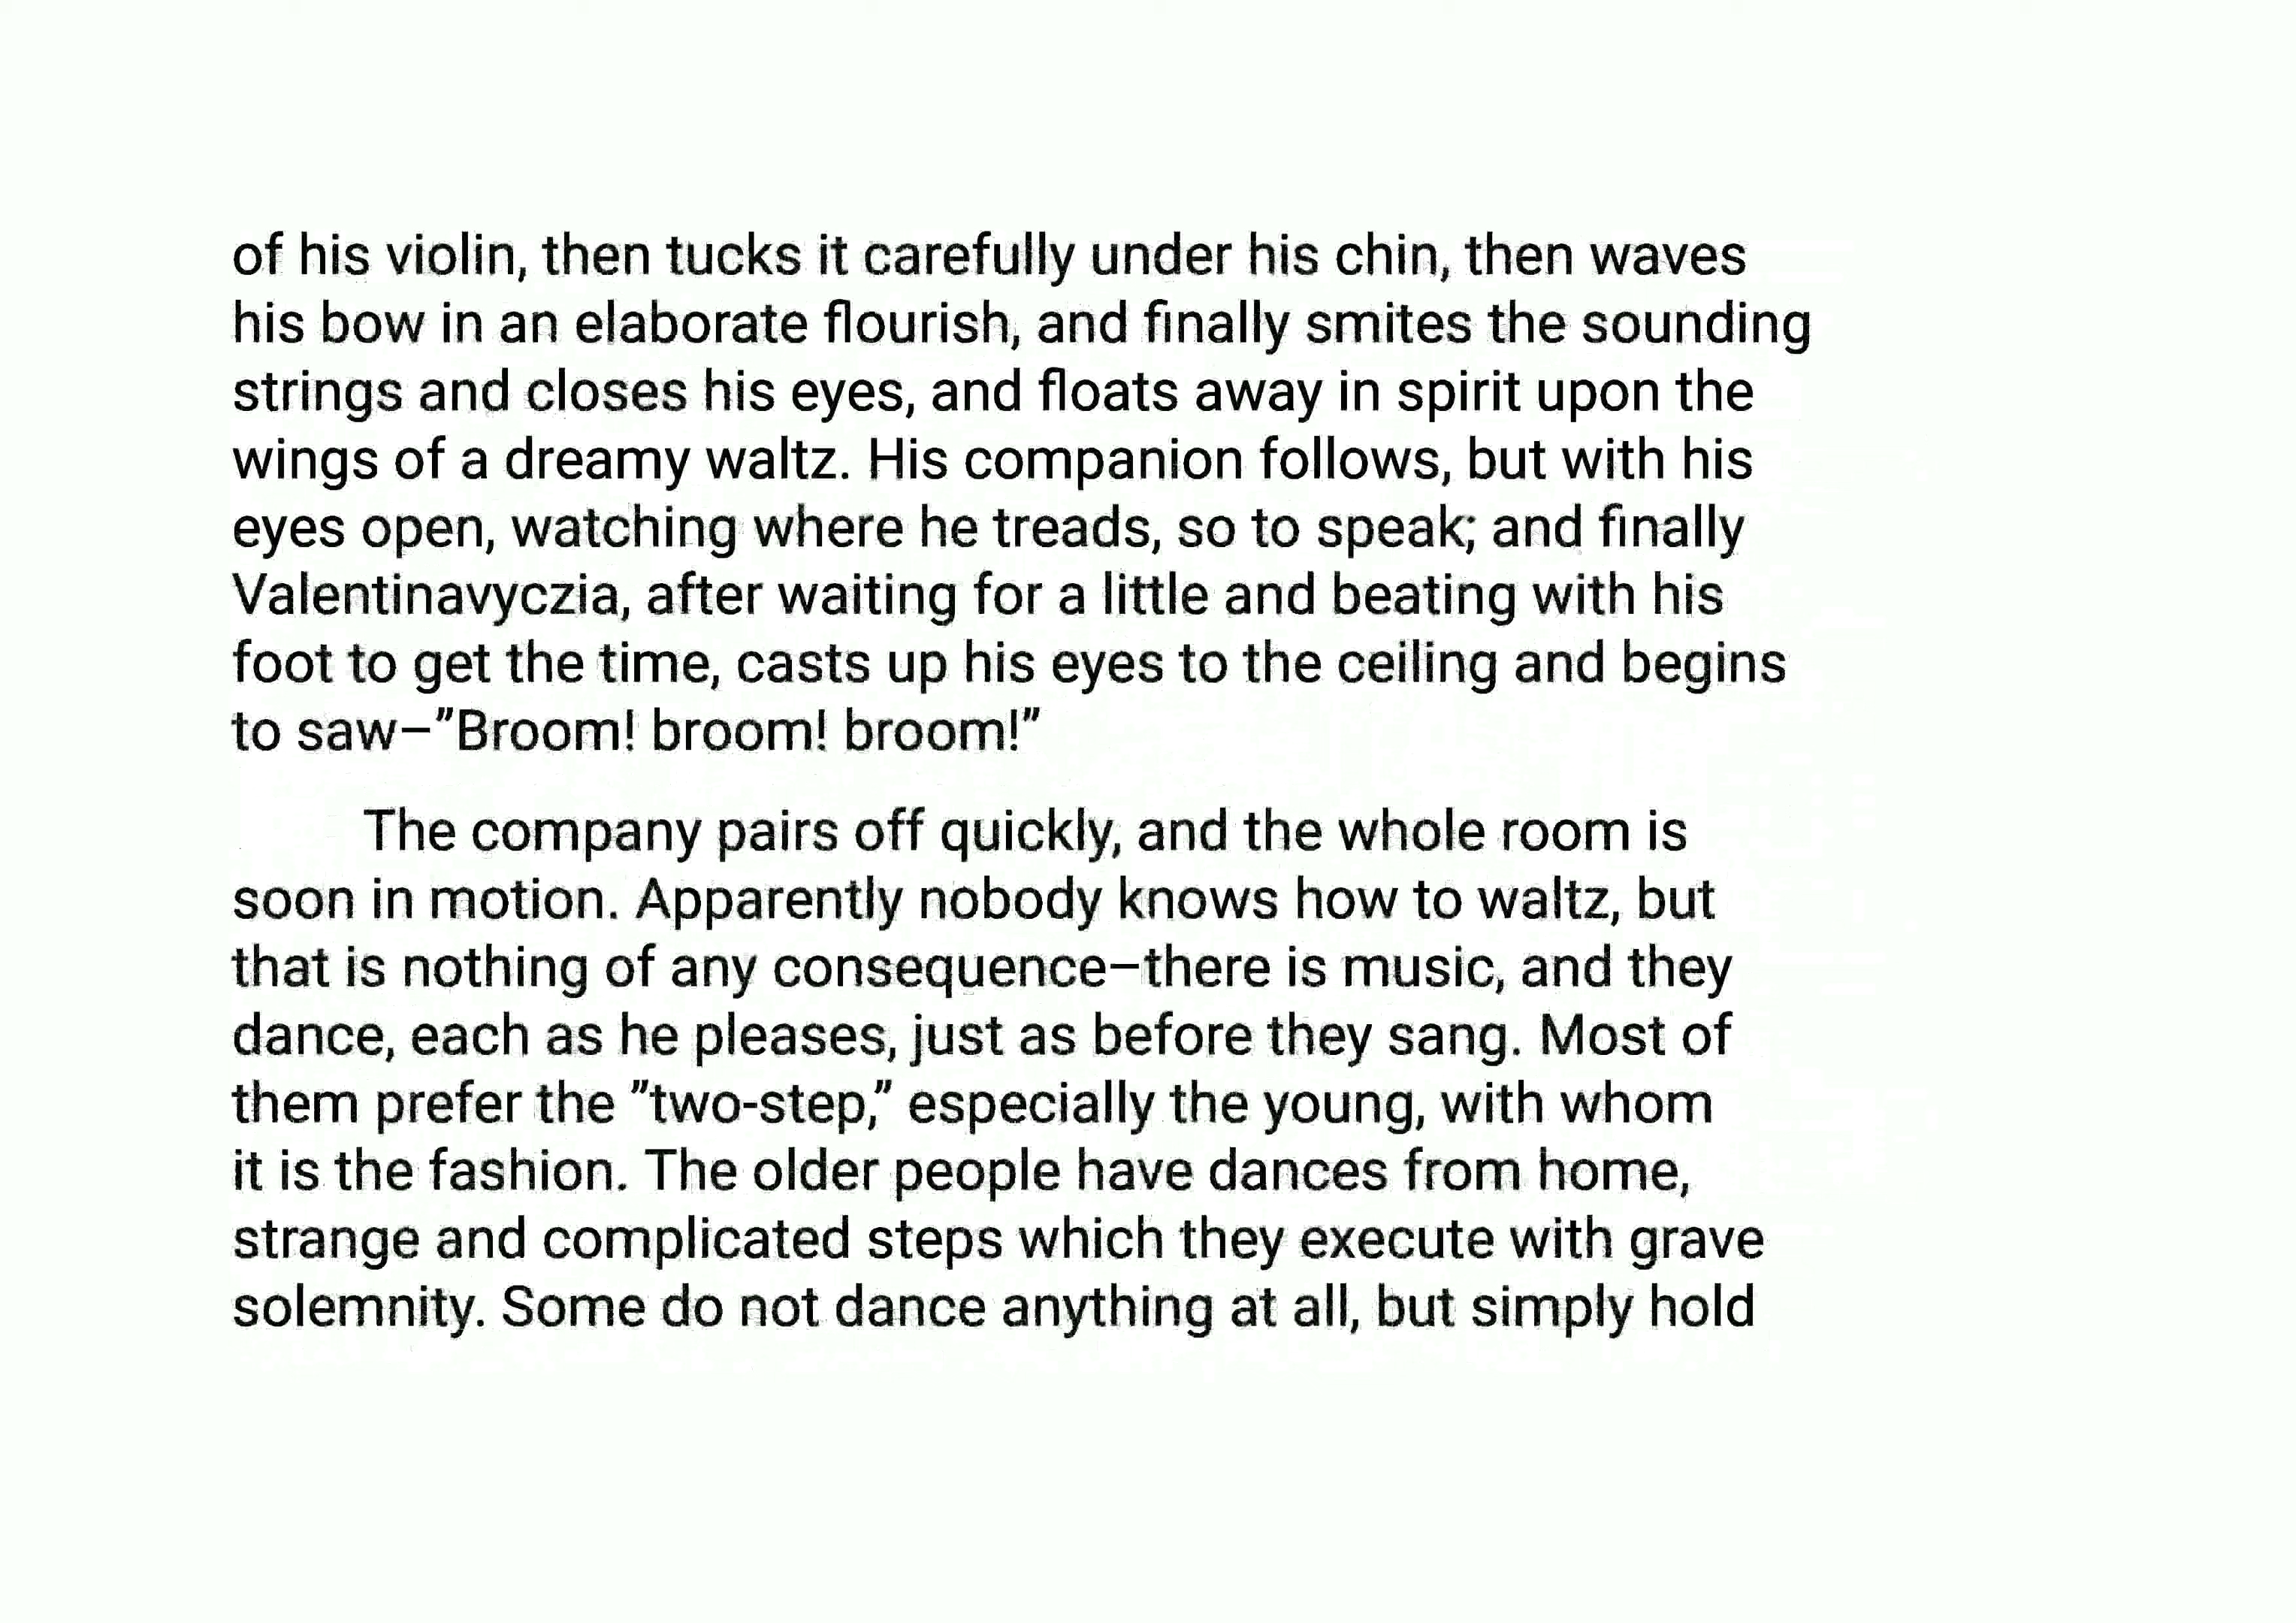 of his violin, then tucks it carefully under his chin, then waves
his bow in an elaborate flourish, and finally smites the sounding
strings and closes his eyes, and floats away in spirit upon the
wings of a dreamy waltz. His companion follows, but with his
eyes open, watching where he treads, so to speak; and finally
Valentinavyczia, after waiting for a little and beating with his
foot to get the time, casts up his eyes to the ceiling and begins
to saw–"Broom! broom! broom!"
The company pairs off quickly, and the whole room is
soon in motion. Apparently nobody knows how to waltz, but
that is nothing of any consequence–there is music, and they
dance, each as he pleases, just as before they sang. Most of
them prefer the "two-step," especially the young, with whom
it is the fashion. The older people have dances from home,
strange and complicated steps which they execute with grave
solemnity. Some do not dance anything at all, but simply hold